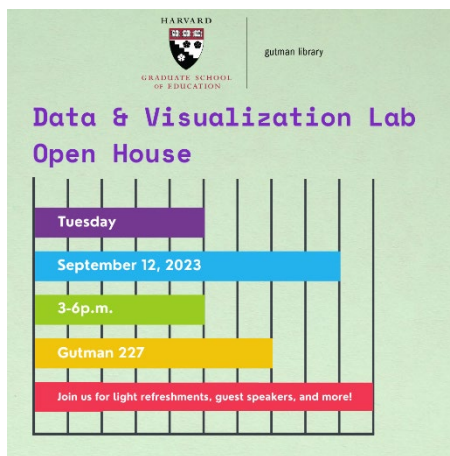 HARVARD
GRADUATE SCHOOL
OF EDUCATION
gutman library
Data & Visualization Lab
Open House
Tuesday
September 12, 2023
3-6p.m.
Gutman 227
Join us for light refreshments, guest speakers, and more!